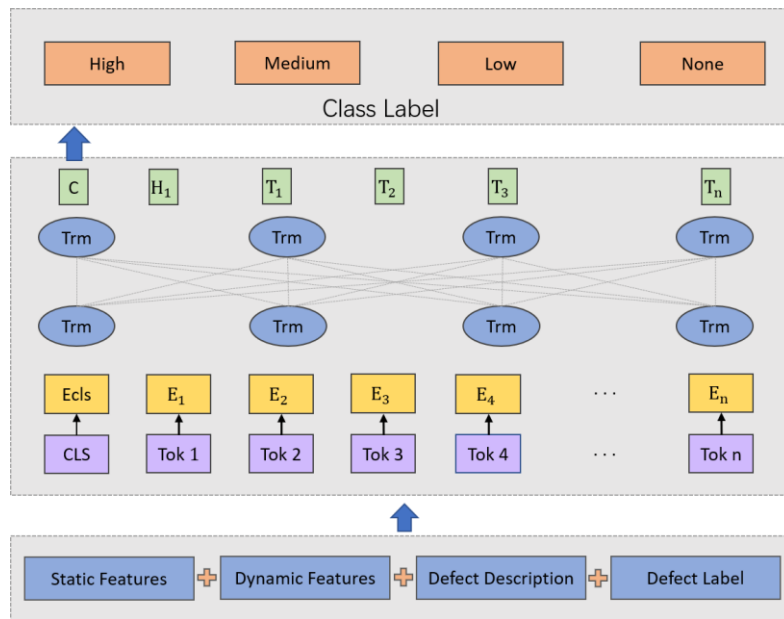 High Medium Low None
Class Label
C H₁ T₁ T₂ T₃ Tₙ
Trm Trm Trm Trm
Trm Trm Trm Trm
Ecls E₁ E₂ E₃ E₄ ... Eₙ
CLS Tok 1 Tok 2 Tok 3 Tok 4 ... Tok n
Static Features + Dynamic Features + Defect Description + Defect Label